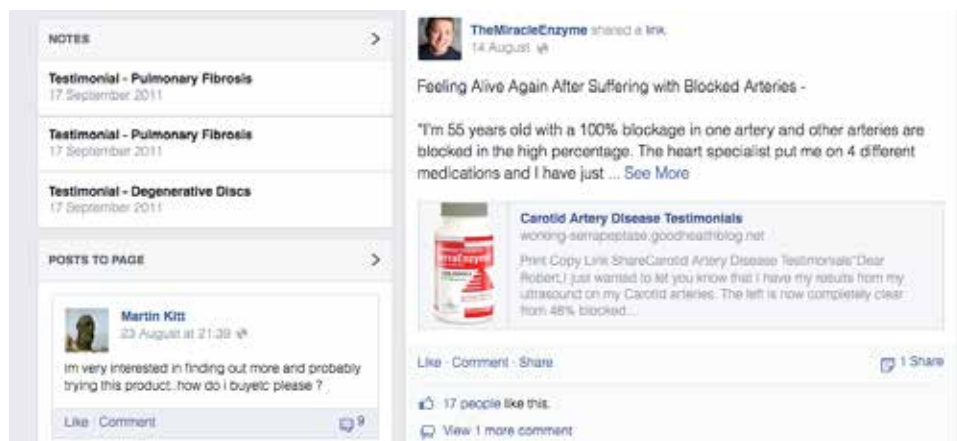 NOTES
Testimonial - Pulmonary Fibrosis
17 September 2011
Testimonial - Pulmonary Fibrosis
17 September 2011
Testimonial - Degenerative Discs
17 September 2011
POSTS TO PAGE
Martin Kitt
23 August at 21:39
Im very interested in finding out more and probably
trying this product..how do i buyetc please ?
Like · Comment
9
TheMiracleEnzyme shared a link.
14 August
Feeling Alive Again After Suffering with Blocked Arteries -
"I'm 55 years old with a 100% blockage in one artery and other arteries are
blocked in the high percentage. The heart specialist put me on 4 different
medications and I have just ... See More
Carotid Artery Disease Testimonials
working-serrapeptase.goodhealthblog.net
Print Copy Link ShareCarotid Artery Disease Testimonials"Dear
Robert,I just wanted to let you know that I have my results from my
ultrasound on my Carotid arteries. The left is now completely clear
from 48% blocked...
Like · Comment · Share
1 Share
17 people like this.
View 1 more comment